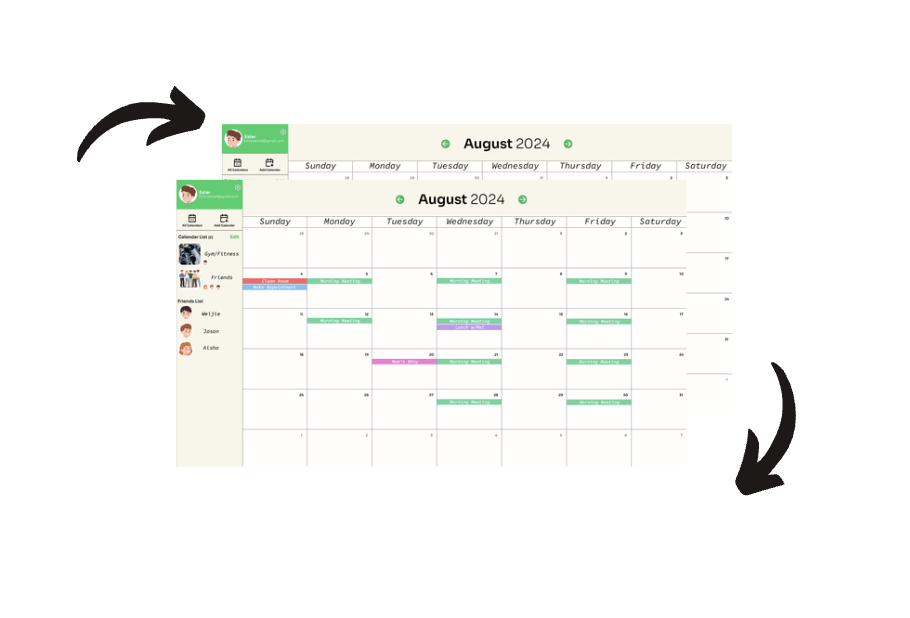 August 2024
Ester
All Calendars Add Calendar
Sunday Monday Tuesday Wednesday Thursday Friday Saturday
28 29 30 31 1 2 3
10
17
24
31
7
August 2024
Ester
All Calendars Add Calendar
Calendar List (2) Edit
Gym/Fitness
Friends
Friends List
Weijie
Jason
Aisha
Sunday Monday Tuesday Wednesday Thursday Friday Saturday
28 29 30 31 1 2 3
4 5 6 7 8 9 10
Clean Room Morning Meeting Morning Meeting Morning Meeting
Make Appointment
11 12 13 14 15 16 17
Morning Meeting Morning Meeting Morning Meeting
Lunch w/Mei
18 19 20 21 22 23 24
Mom's Bday Morning Meeting Morning Meeting
25 26 27 28 29 30 31
Morning Meeting Morning Meeting
1 2 3 4 5 6 7